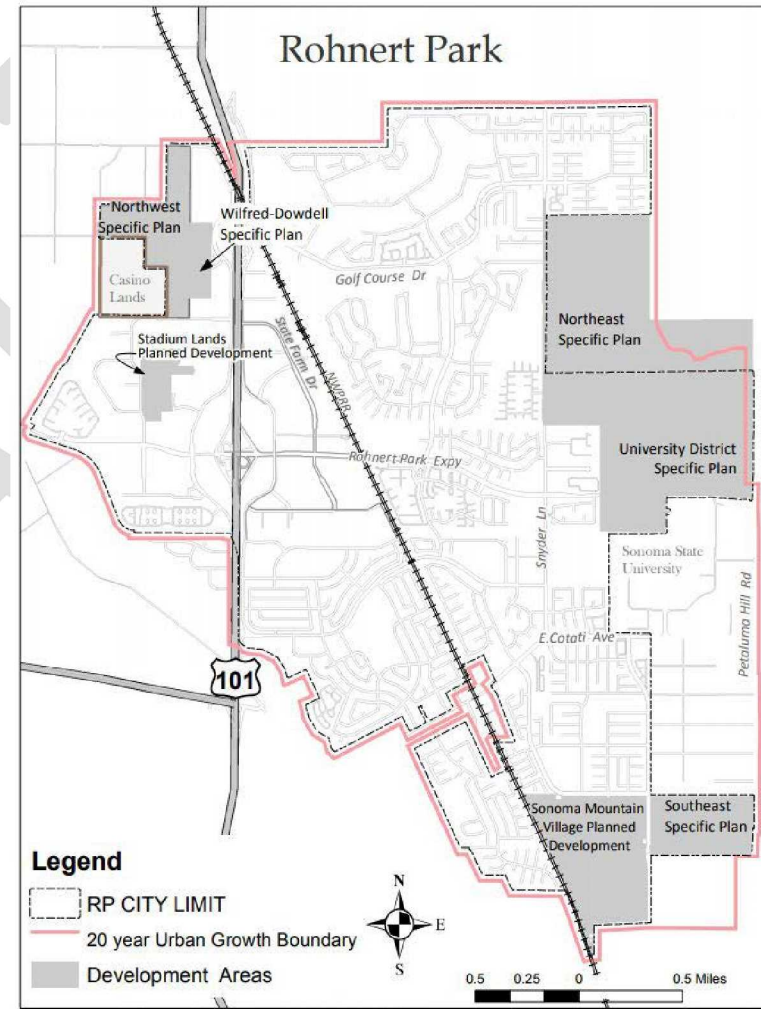 Rohnert Park
Northwest
Specific Plan
Wilfred-Dowdell
Specific Plan
Casino
Lands
Golf Course Dr
Stadium Lands
Planned Development
State Farm Dr
NWPRR
Northeast
Specific Plan
Rohnert Park Expy
University District
Specific Plan
Snyder Ln
Sonoma State
University
Petaluma Hill Rd
E.Cotati Ave
101
Sonoma Mountain
Village Planned
Development
Southeast
Specific Plan
Legend
RP CITY LIMIT
20 year Urban Growth Boundary
Development Areas
N
E
S
0.5 0.25 0 0.5 Miles